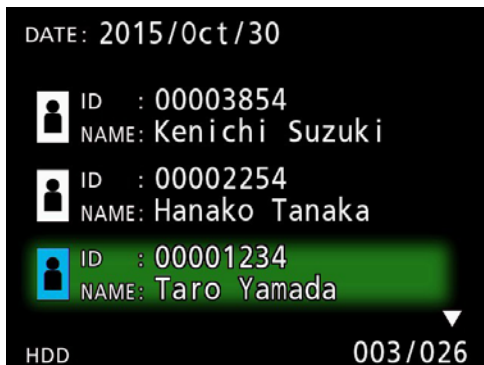 DATE: 2015/Oct/30
ID : 00003854
NAME: Kenichi Suzuki
ID : 00002254
NAME: Hanako Tanaka
ID : 00001234
NAME: Taro Yamada
HDD 003/026